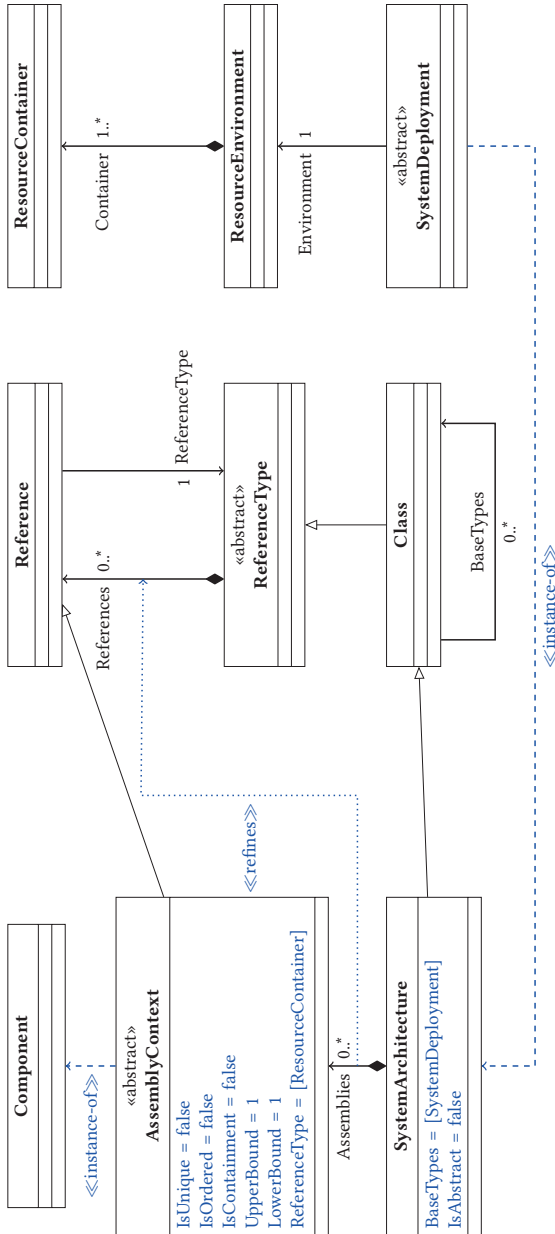 Component
«instance-of»
«abstract»
AssemblyContext
IsUnique = false
IsOrdered = false
IsContainment = false
UpperBound = 1
LowerBound = 1
ReferenceType = [ResourceContainer]
Assemblies 0..*
SystemArchitecture
BaseTypes = [SystemDeployment]
IsAbstract = false
«refines»
Reference
References 0..*
1 ReferenceType
«abstract»
ReferenceType
Class
BaseTypes
0..*
ResourceContainer
Container 1..*
ResourceEnvironment
Environment 1
«abstract»
SystemDeployment
«instance-of»